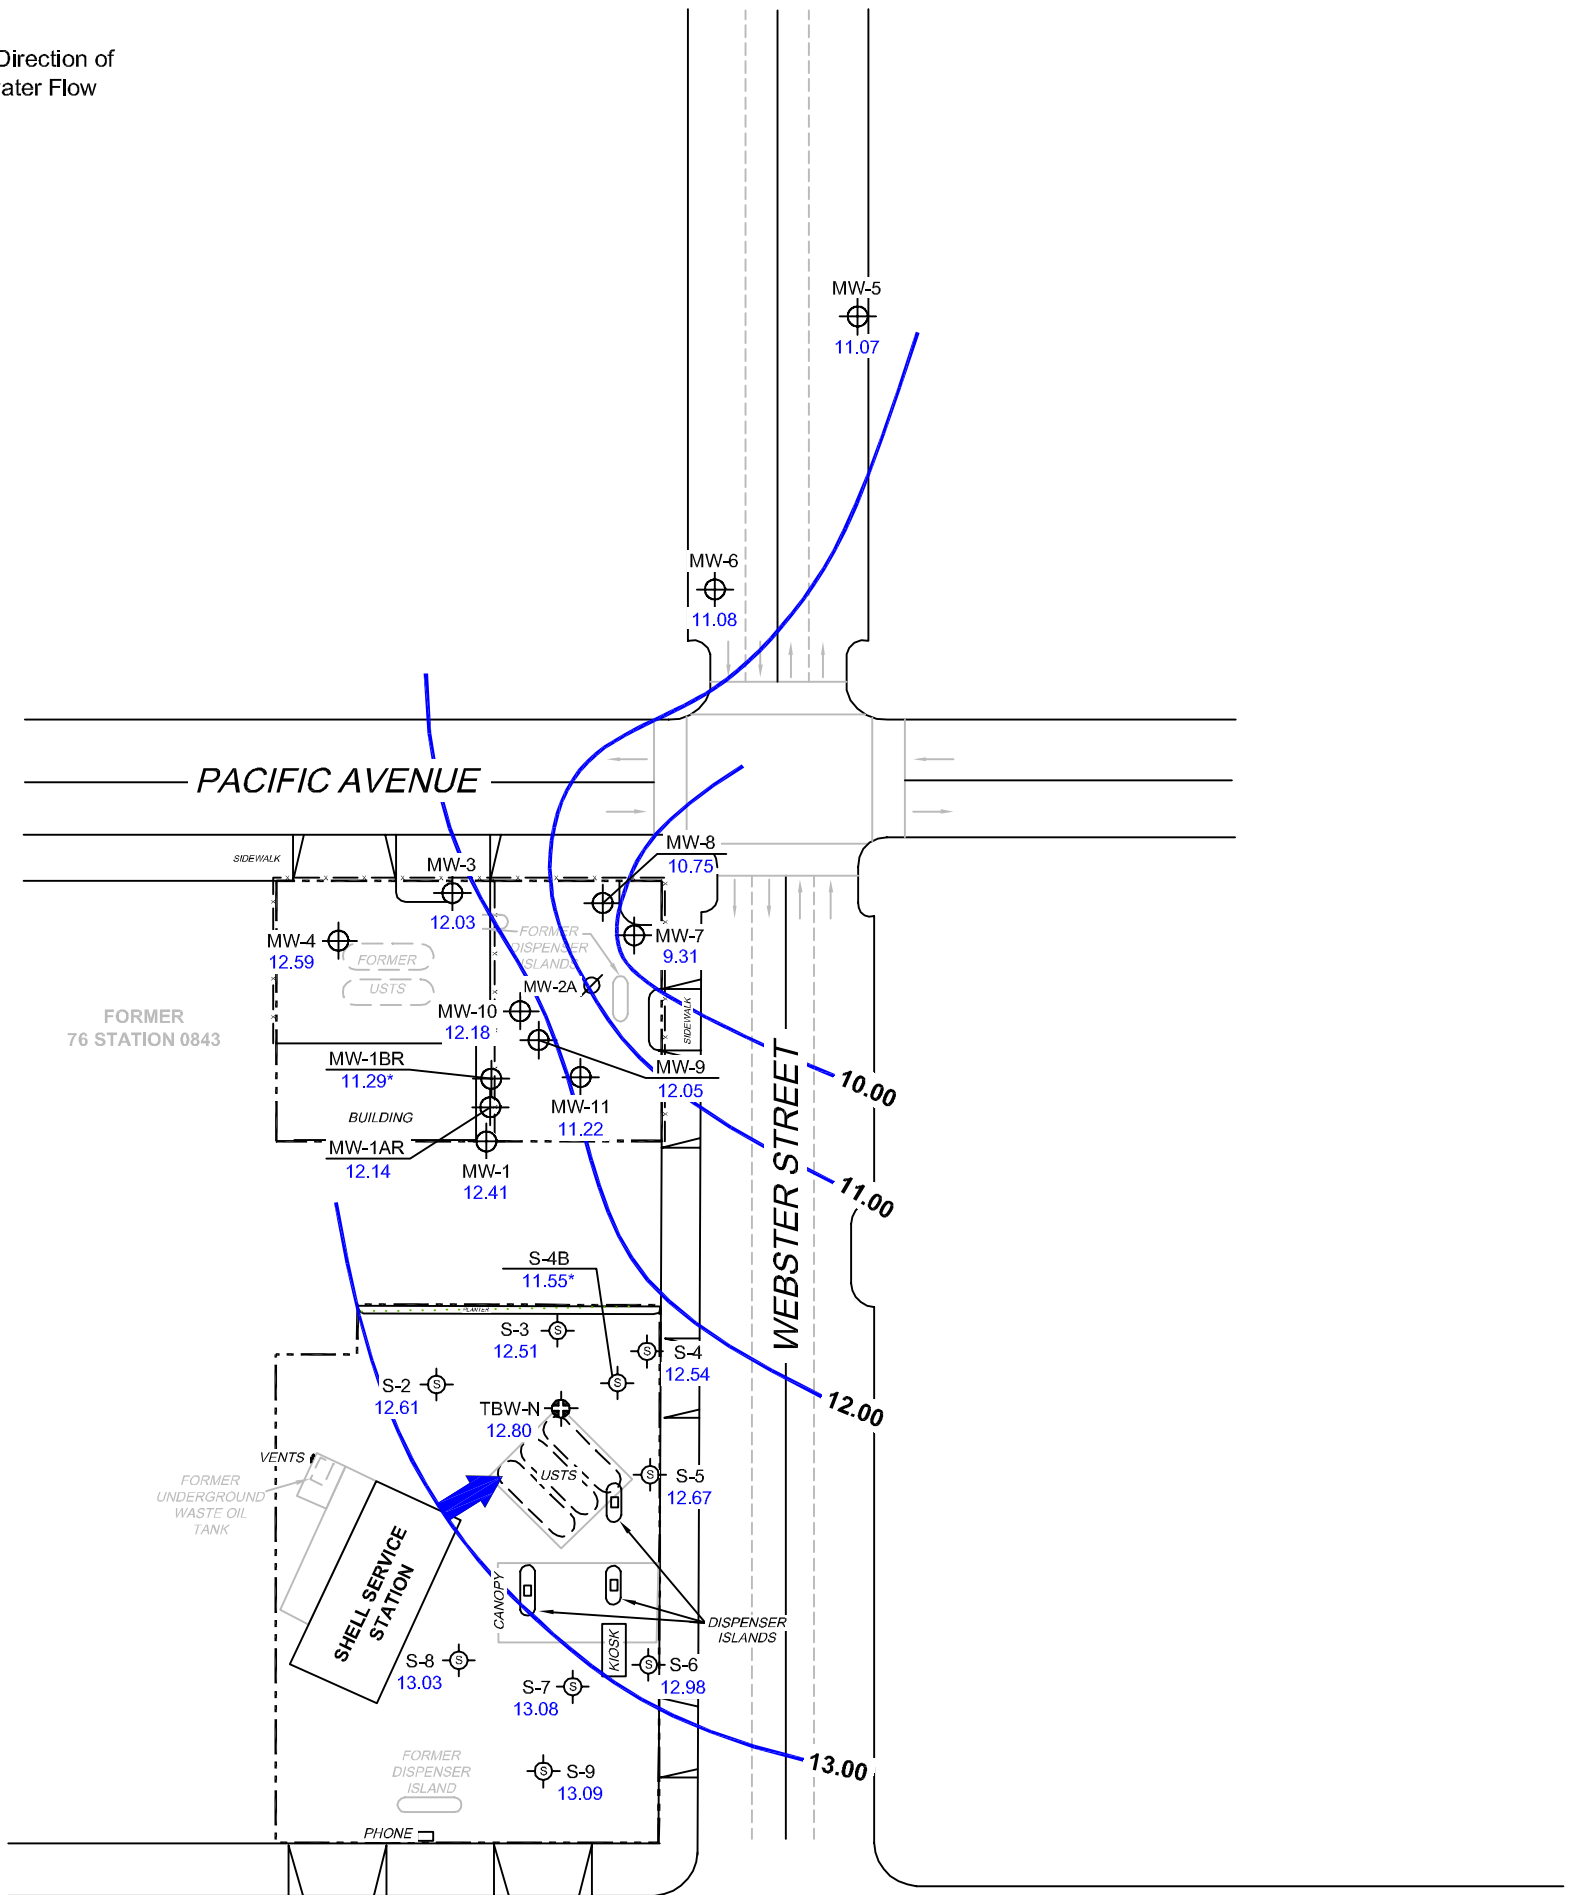 Direction of
ater Flow
MW-5
11.07
MW-6
11.08
PACIFIC AVENUE
SIDEWALK
MW-3
12.03
MW-8
10.75
MW-4
12.59
FORMER
USTS
FORMER
DISPENSER
ISLANDS
MW-7
9.31
MW-2A
MW-10
12.18
SIDEWALK
FORMER
76 STATION 0843
MW-1BR
11.29*
MW-9
12.05
10.00
BUILDING
MW-11
11.22
MW-1AR
12.14
MW-1
12.41
11.00
WEBSTER STREET
S-4B
11.55*
PLANTER
S-3
12.51
S-4
12.54
S-2
12.61
12.00
TBW-N
12.80
VENTS
USTS
S-5
12.67
FORMER
UNDERGROUND
WASTE OIL
TANK
SHELL SERVICE
STATION
CANOPY
DISPENSER
ISLANDS
KIOSK
S-8
13.03
S-6
12.98
S-7
13.08
13.00
FORMER
DISPENSER
ISLAND
S-9
13.09
PHONE
S
S
S
S
S
S
S
S
S